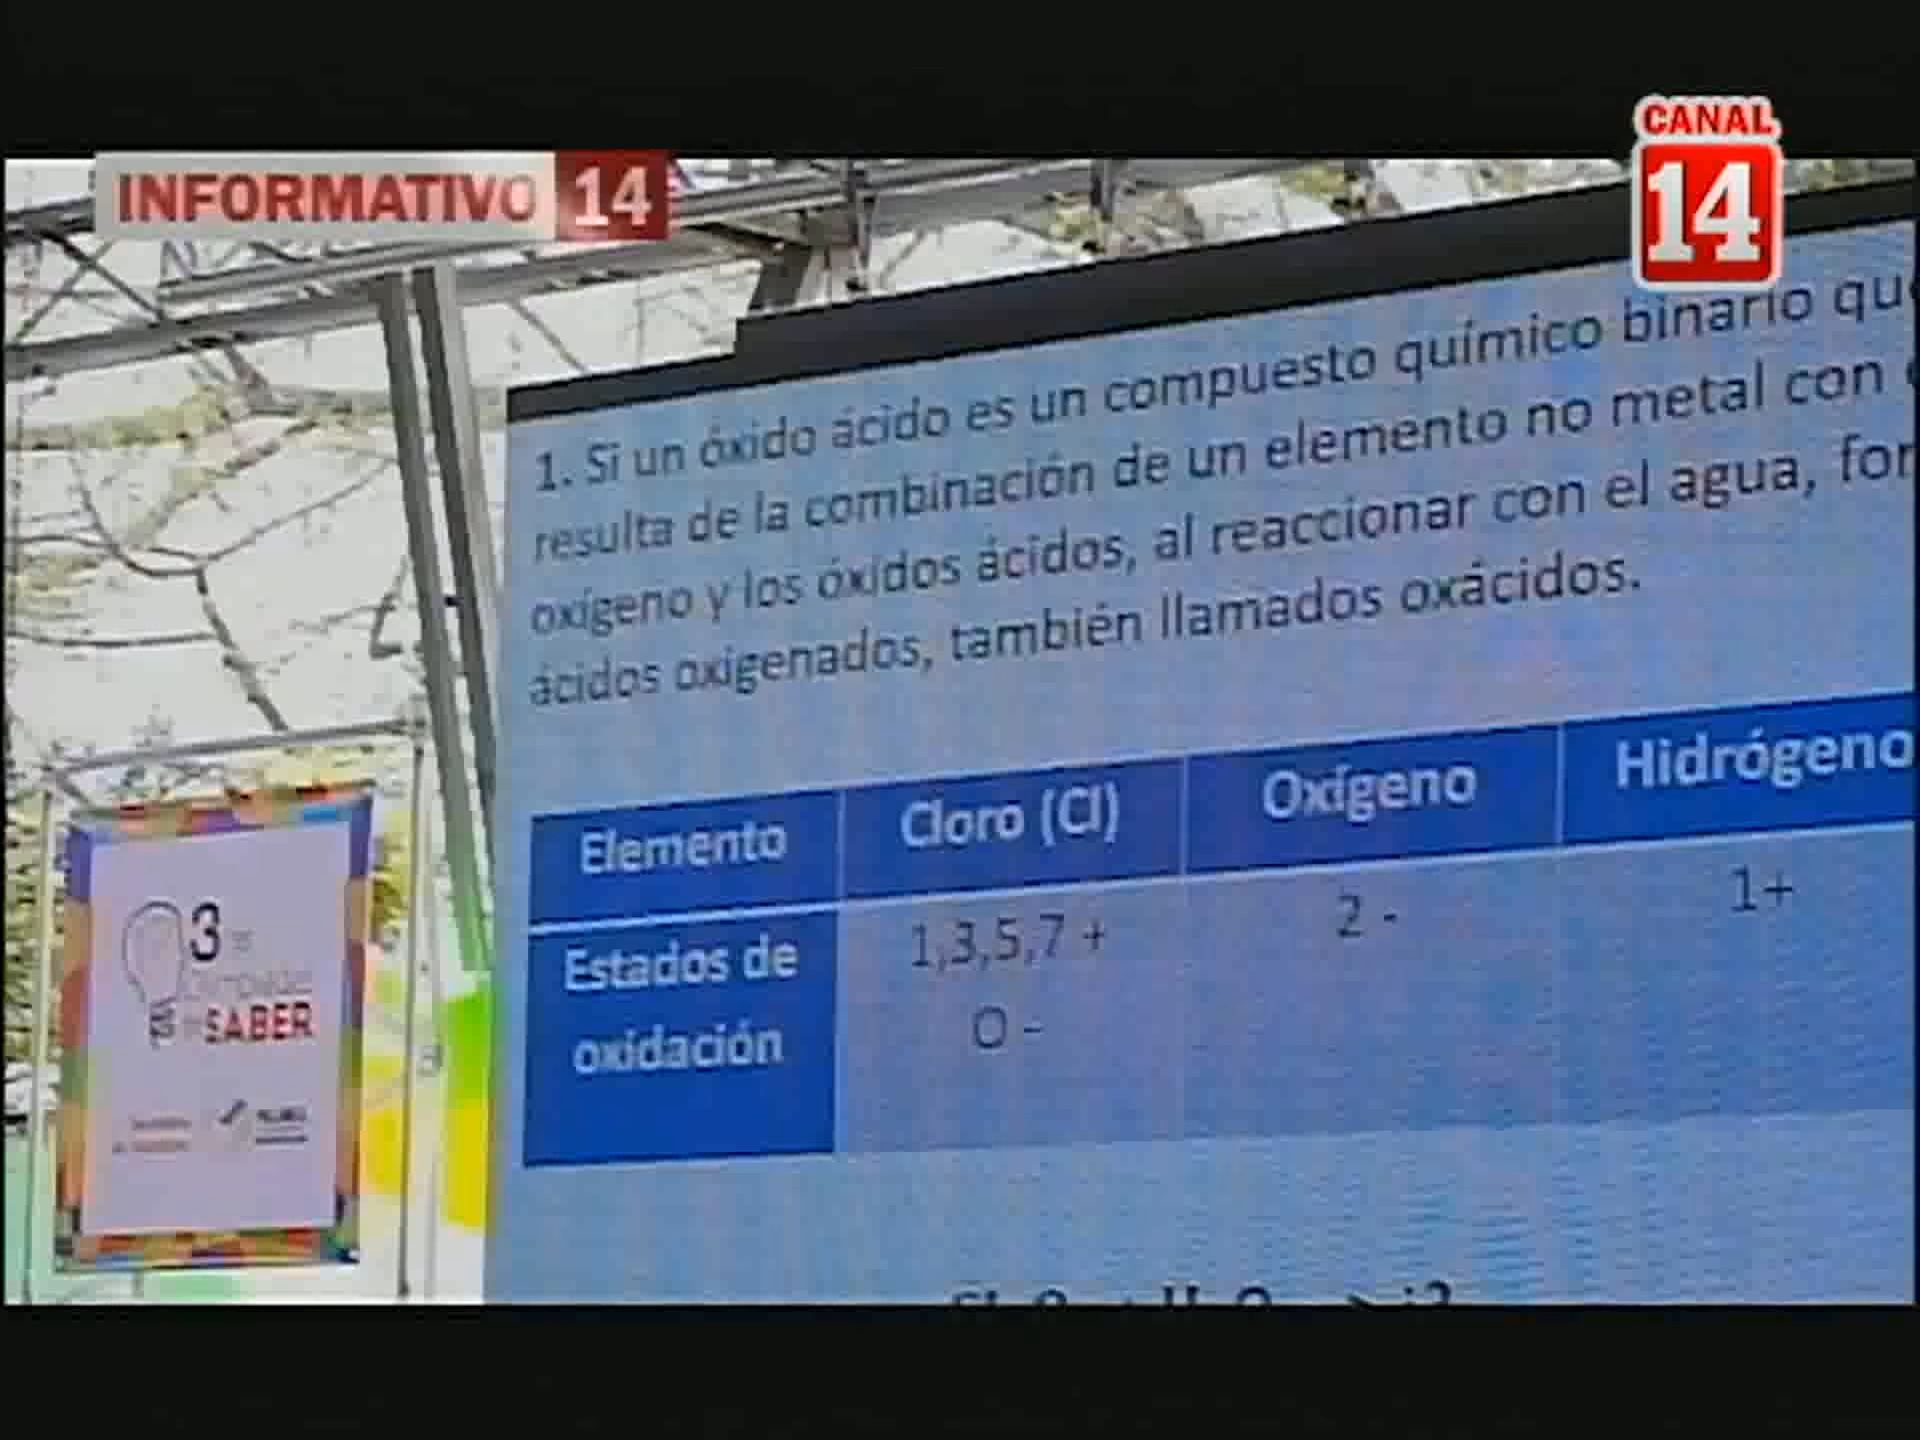 CANAL
14
INFORMATIVO 14
1. Si un óxido ácido es un compuesto químico binario
resulta de la combinación de un elemento no metal con
oxígeno y los óxidos ácidos, al reaccionar con el agua,
ácidos oxigenados, también llamados oxácidos.
Elemento Cloro (Cl) Oxígeno Hidrógeno
Estados de oxidación
1,3,5,7 + 2 - 1+
O -
3
SABER